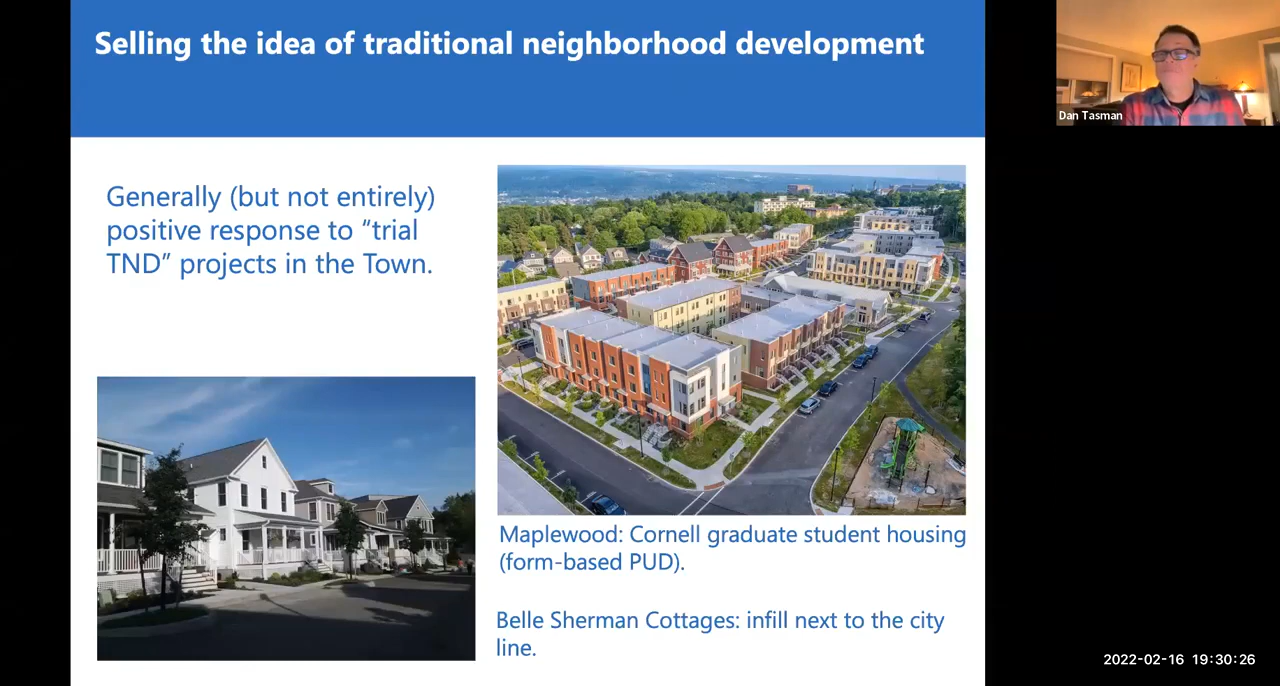 Selling the idea of traditional neighborhood development
Generally (but not entirely)
positive response to “trial
TND” projects in the Town.
Maplewood: Cornell graduate student housing
(form-based PUD).
Belle Sherman Cottages: infill next to the city
line.
Dan Tasman
2022-02-16 19:30:26